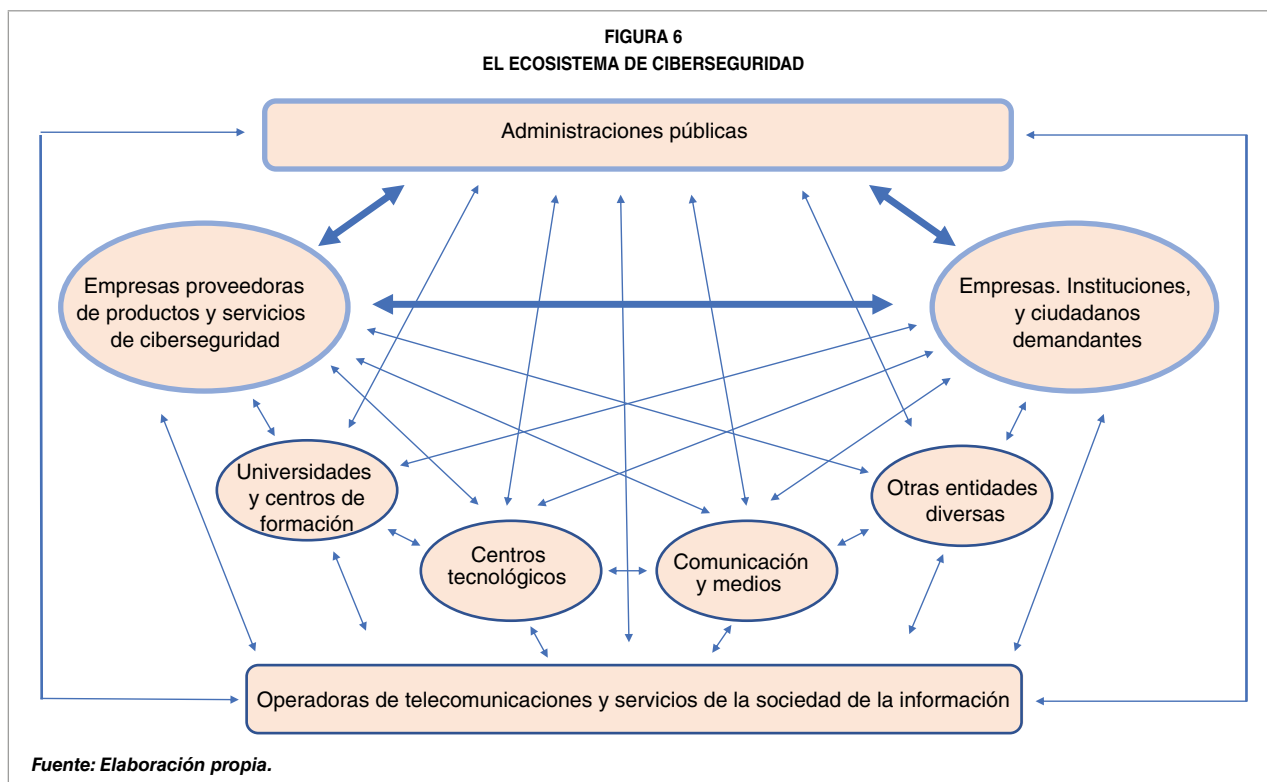 FIGURA 6
EL ECOSISTEMA DE CIBERSEGURIDAD
Administraciones públicas
Empresas proveedoras
de productos y servicios
de ciberseguridad
Empresas. Instituciones,
y ciudadanos
demandantes
Universidades
y centros de
formación
Centros
tecnológicos
Comunicación
y medios
Otras entidades
diversas
Operadoras de telecomunicaciones y servicios de la sociedad de la información
Fuente: Elaboración propia.